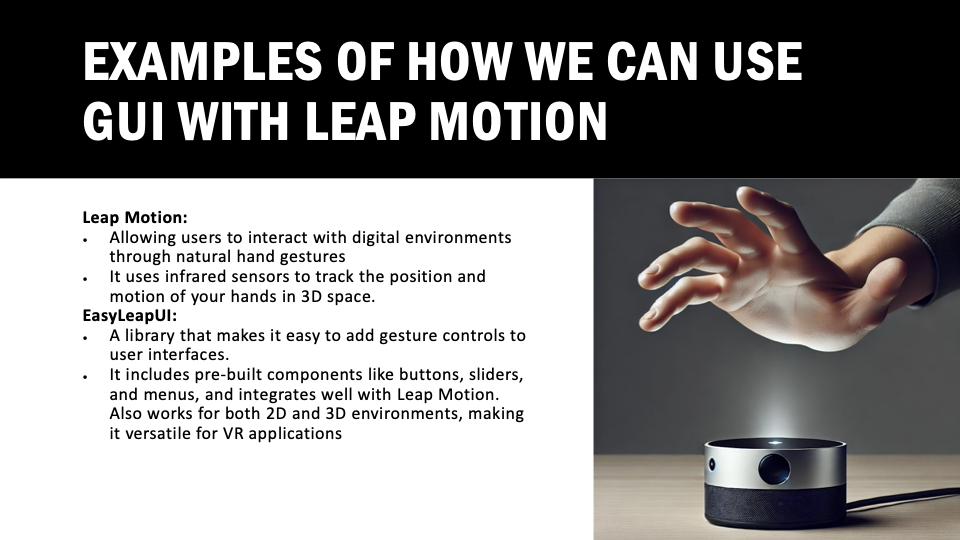 EXAMPLES OF HOW WE CAN USE
GUI WITH LEAP MOTION
Leap Motion:
• Allowing users to interact with digital environments
through natural hand gestures
• It uses infrared sensors to track the position and
motion of your hands in 3D space.
EasyLeapUI:
• A library that makes it easy to add gesture controls to
user interfaces.
• It includes pre-built components like buttons, sliders,
and menus, and integrates well with Leap Motion.
Also works for both 2D and 3D environments, making
it versatile for VR applications